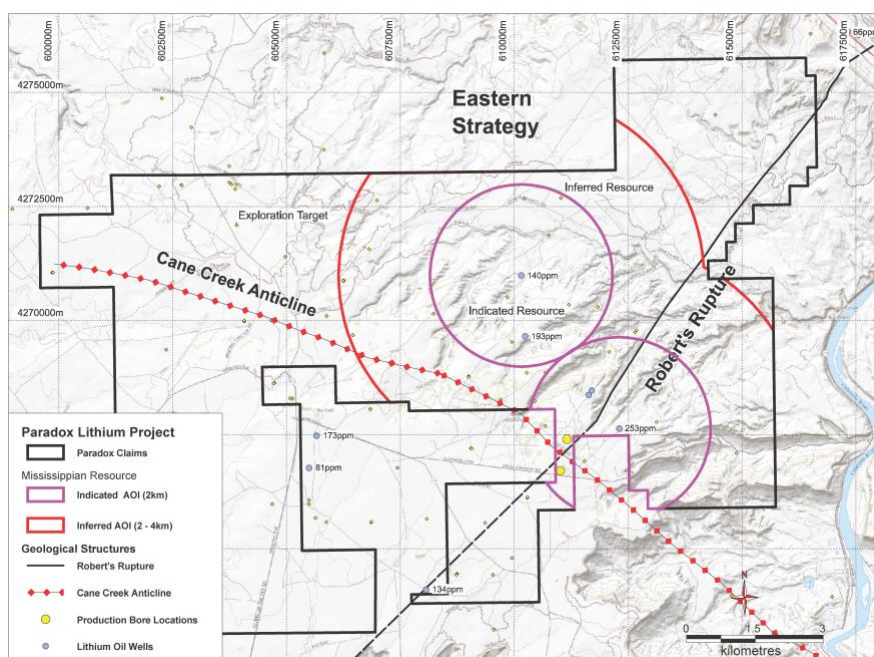 600000m
602500m
605000m
607500m
610000m
612500m
615000m
617500m
66ppm
4275000m
Eastern
Strategy
4272500m
Inferred Resource
Exploration Target
Cane Creek Anticline
140ppm
4270000m
Indicated Resource
193ppm
Robert's Rupture
253ppm
173ppm
81ppm
134ppm
Paradox Lithium Project
Paradox Claims
Mississippian Resource
Indicated AOI (2km)
Inferred AOI (2 - 4km)
Geological Structures
Robert's Rupture
Cane Creek Anticline
Production Bore Locations
Lithium Oil Wells
N
0 1.5 3
kilometres